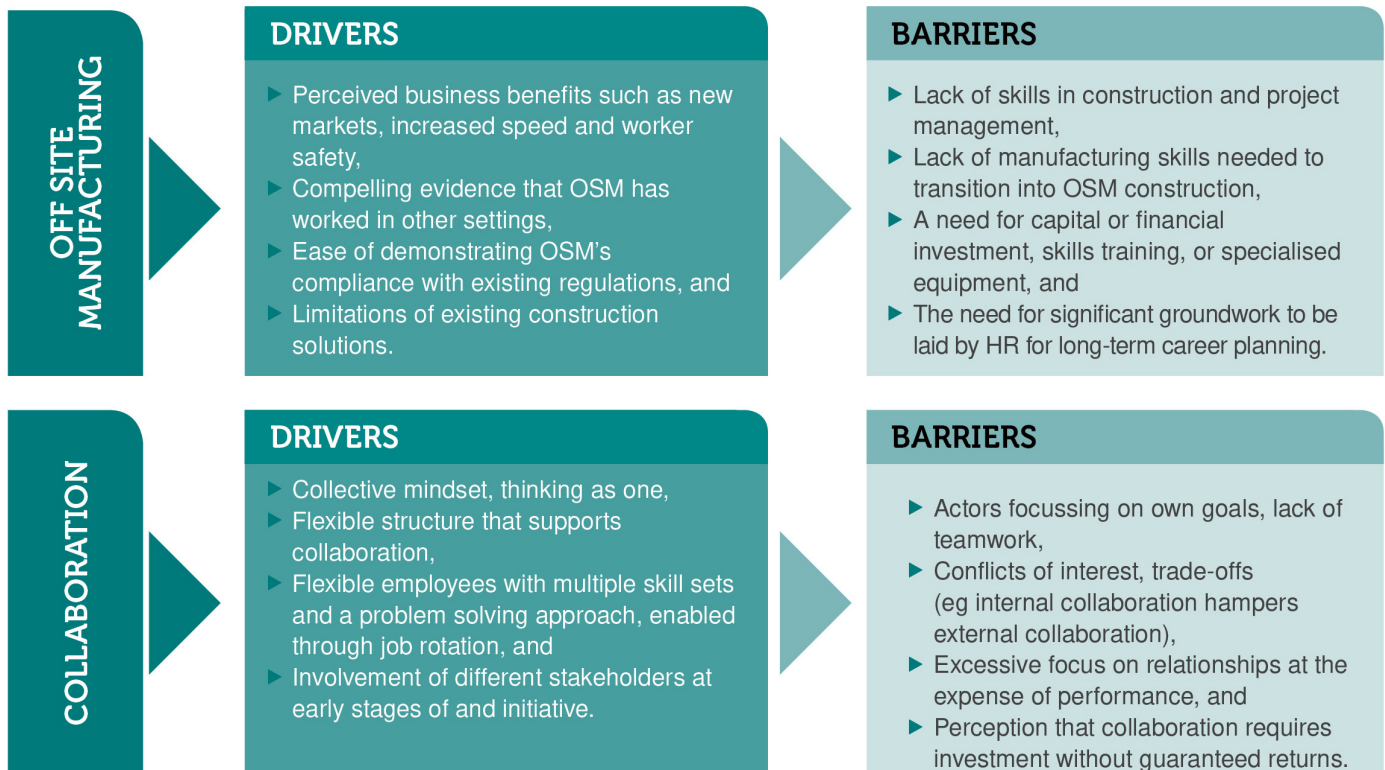 OFF SITE
MANUFACTURING
DRIVERS
Perceived business benefits such as new
markets, increased speed and worker
safety,
Compelling evidence that OSM has
worked in other settings,
Ease of demonstrating OSM's
compliance with existing regulations, and
Limitations of existing construction
solutions.
BARRIERS
Lack of skills in construction and project
management,
Lack of manufacturing skills needed to
transition into OSM construction,
A need for capital or financial
investment, skills training, or specialised
equipment, and
The need for significant groundwork to be
laid by HR for long-term career planning.
COLLABORATION
DRIVERS
Collective mindset, thinking as one,
Flexible structure that supports
collaboration,
Flexible employees with multiple skill sets
and a problem solving approach, enabled
through job rotation, and
Involvement of different stakeholders at
early stages of and initiative.
BARRIERS
Actors focussing on own goals, lack of
teamwork,
Conflicts of interest, trade-offs
(eg internal collaboration hampers
external collaboration),
Excessive focus on relationships at the
expense of performance, and
Perception that collaboration requires
investment without guaranteed returns.